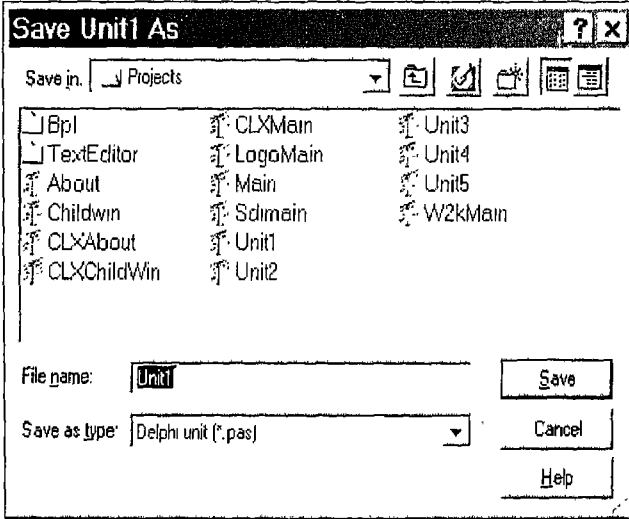 Save Unit1 As
Save in: Projects
Bpl CLXMain Unit3
TextEditor LogoMain Unit4
About Main Unit5
Childwin Sdimain W2kMain
CLXAbout Unit1
CLXChildWin Unit2
File name: Unit1 Save
Save as type: Delphi unit (*.pas) Cancel
Help